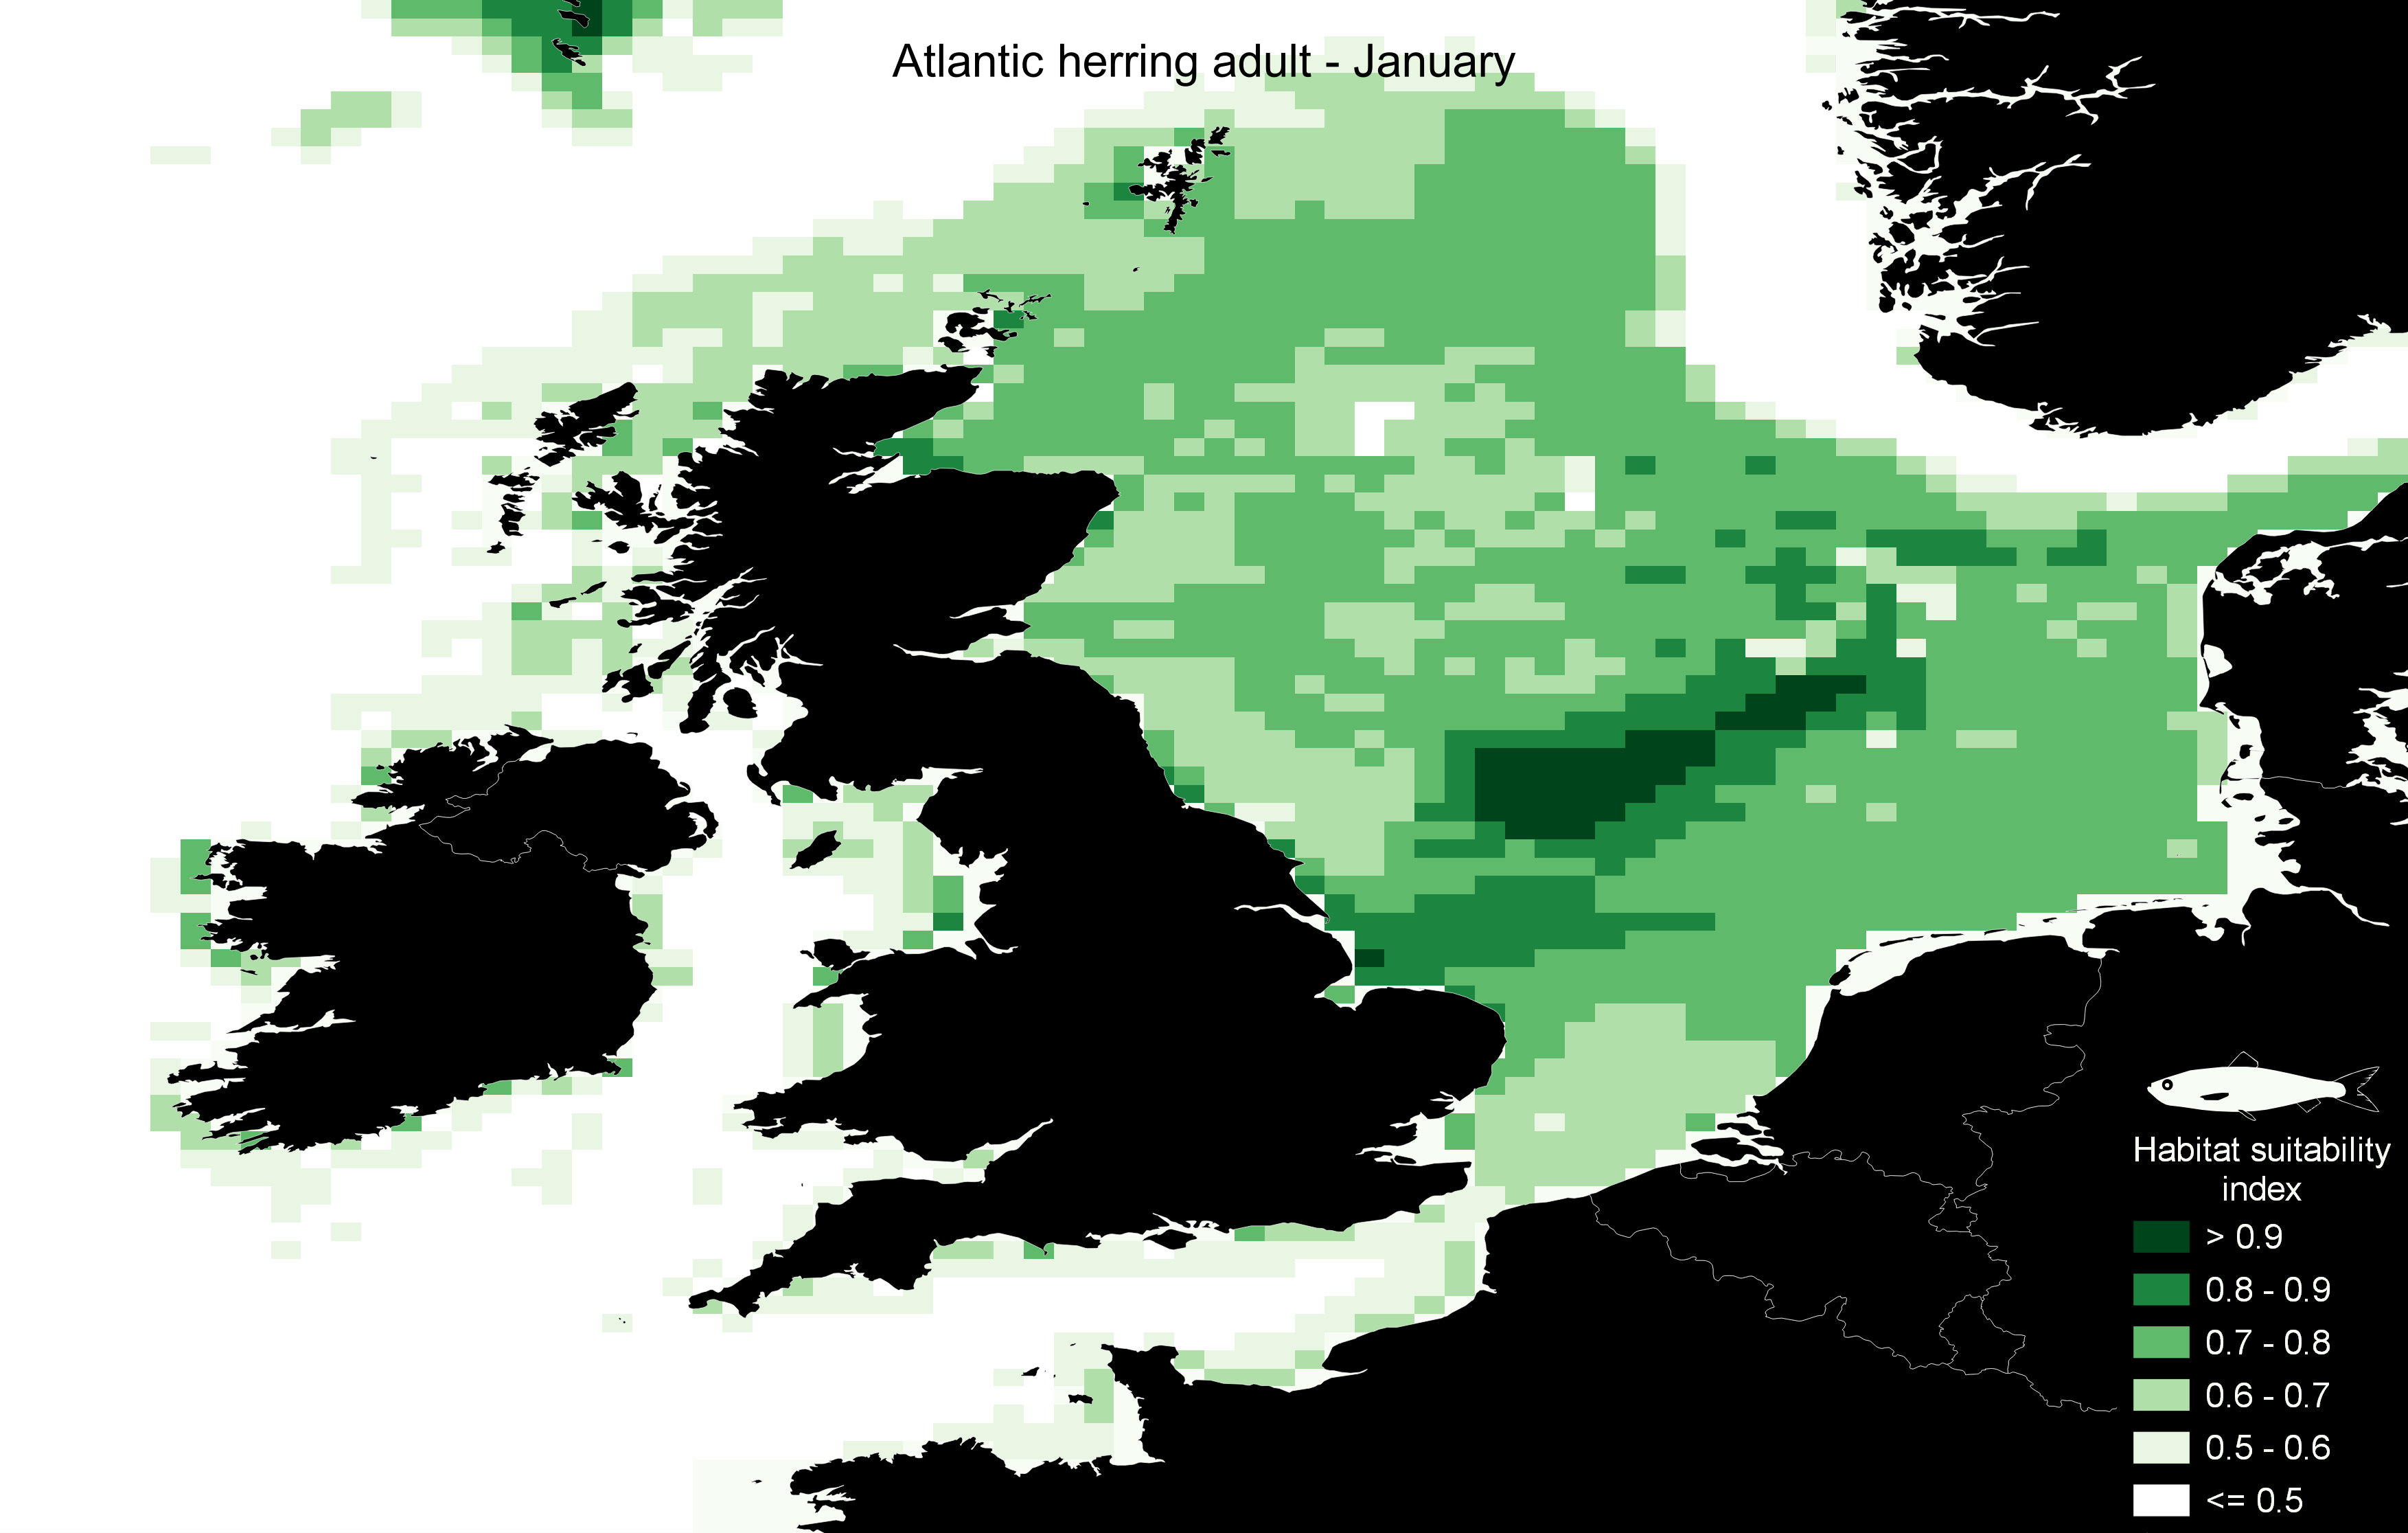 Atlantic herring adult - January
Habitat suitability
index
> 0.9
0.8 - 0.9
0.7 - 0.8
0.6 - 0.7
0.5 - 0.6
<= 0.5